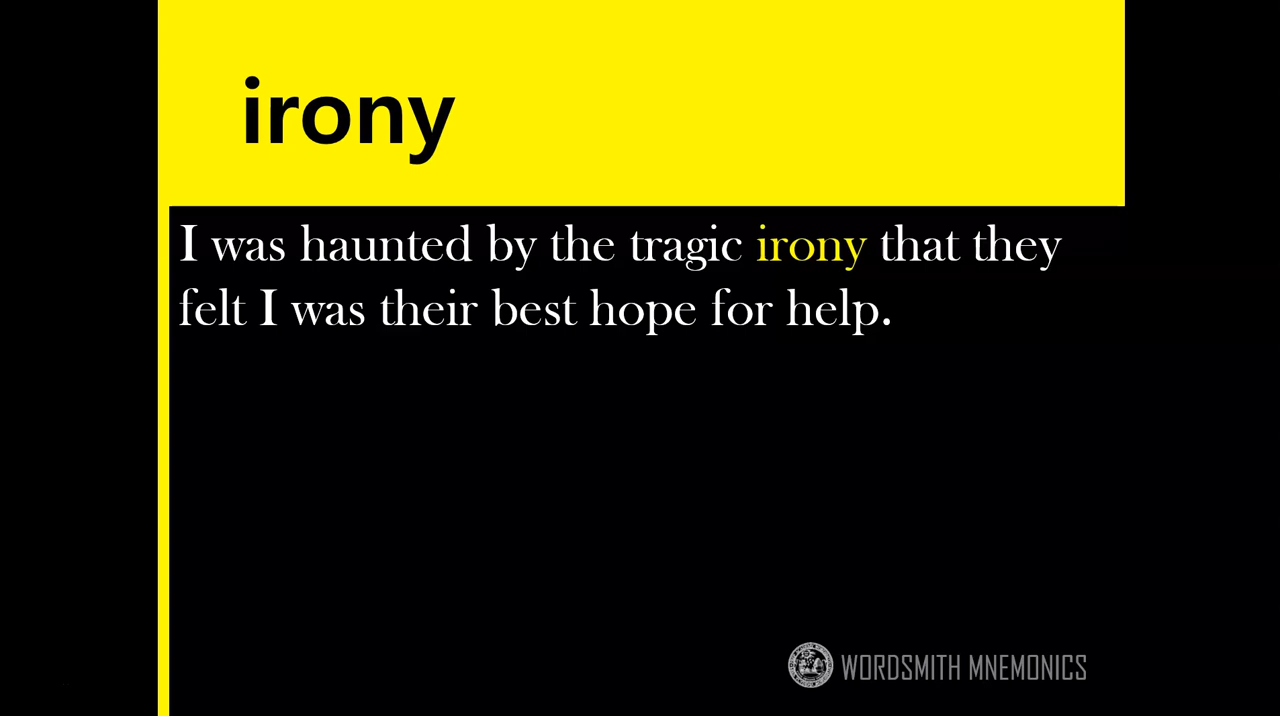 irony
I was haunted by the tragic irony that they
felt I was their best hope for help.
WORDSMITH MNEMONICS